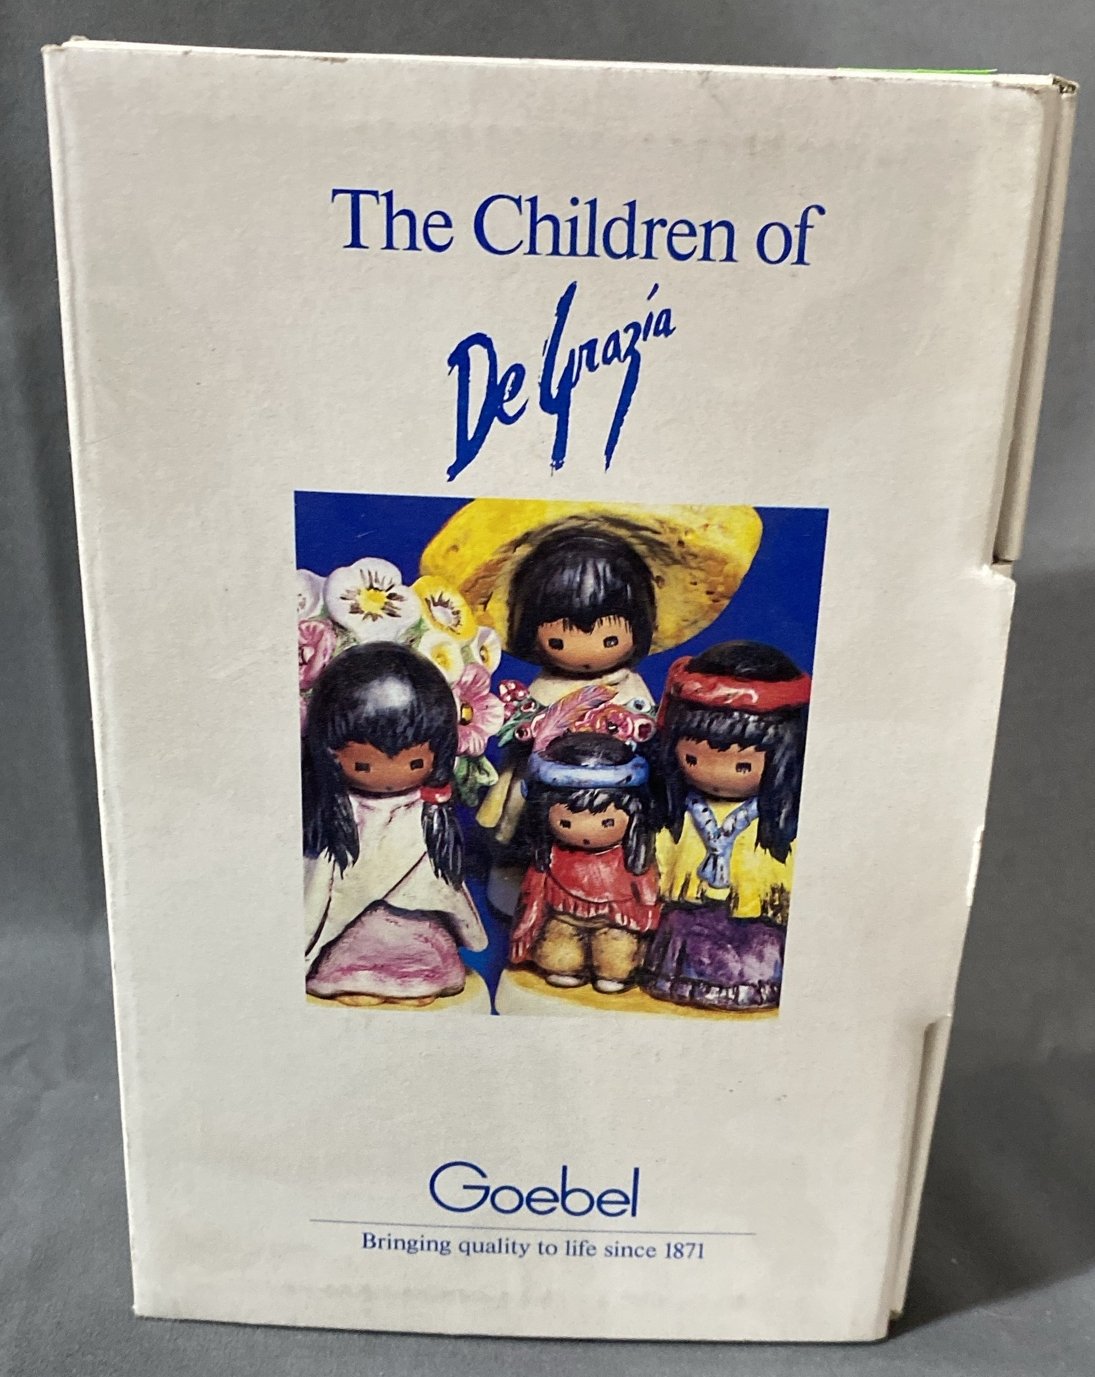 The Children of
De Grazia
Goebel
Bringing quality to life since 1871